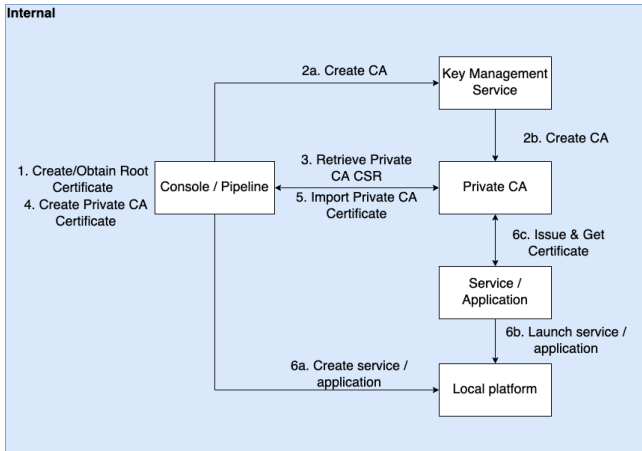 Internal
2a. Create CA
Key Management
Service
2b. Create CA
1. Create/Obtain Root
Certificate
4. Create Private CA
Certificate
Console / Pipeline
3. Retrieve Private
CA CSR
5. Import Private CA
Certificate
Private CA
6c. Issue & Get
Certificate
Service /
Application
6b. Launch service /
application
6a. Create service /
application
Local platform